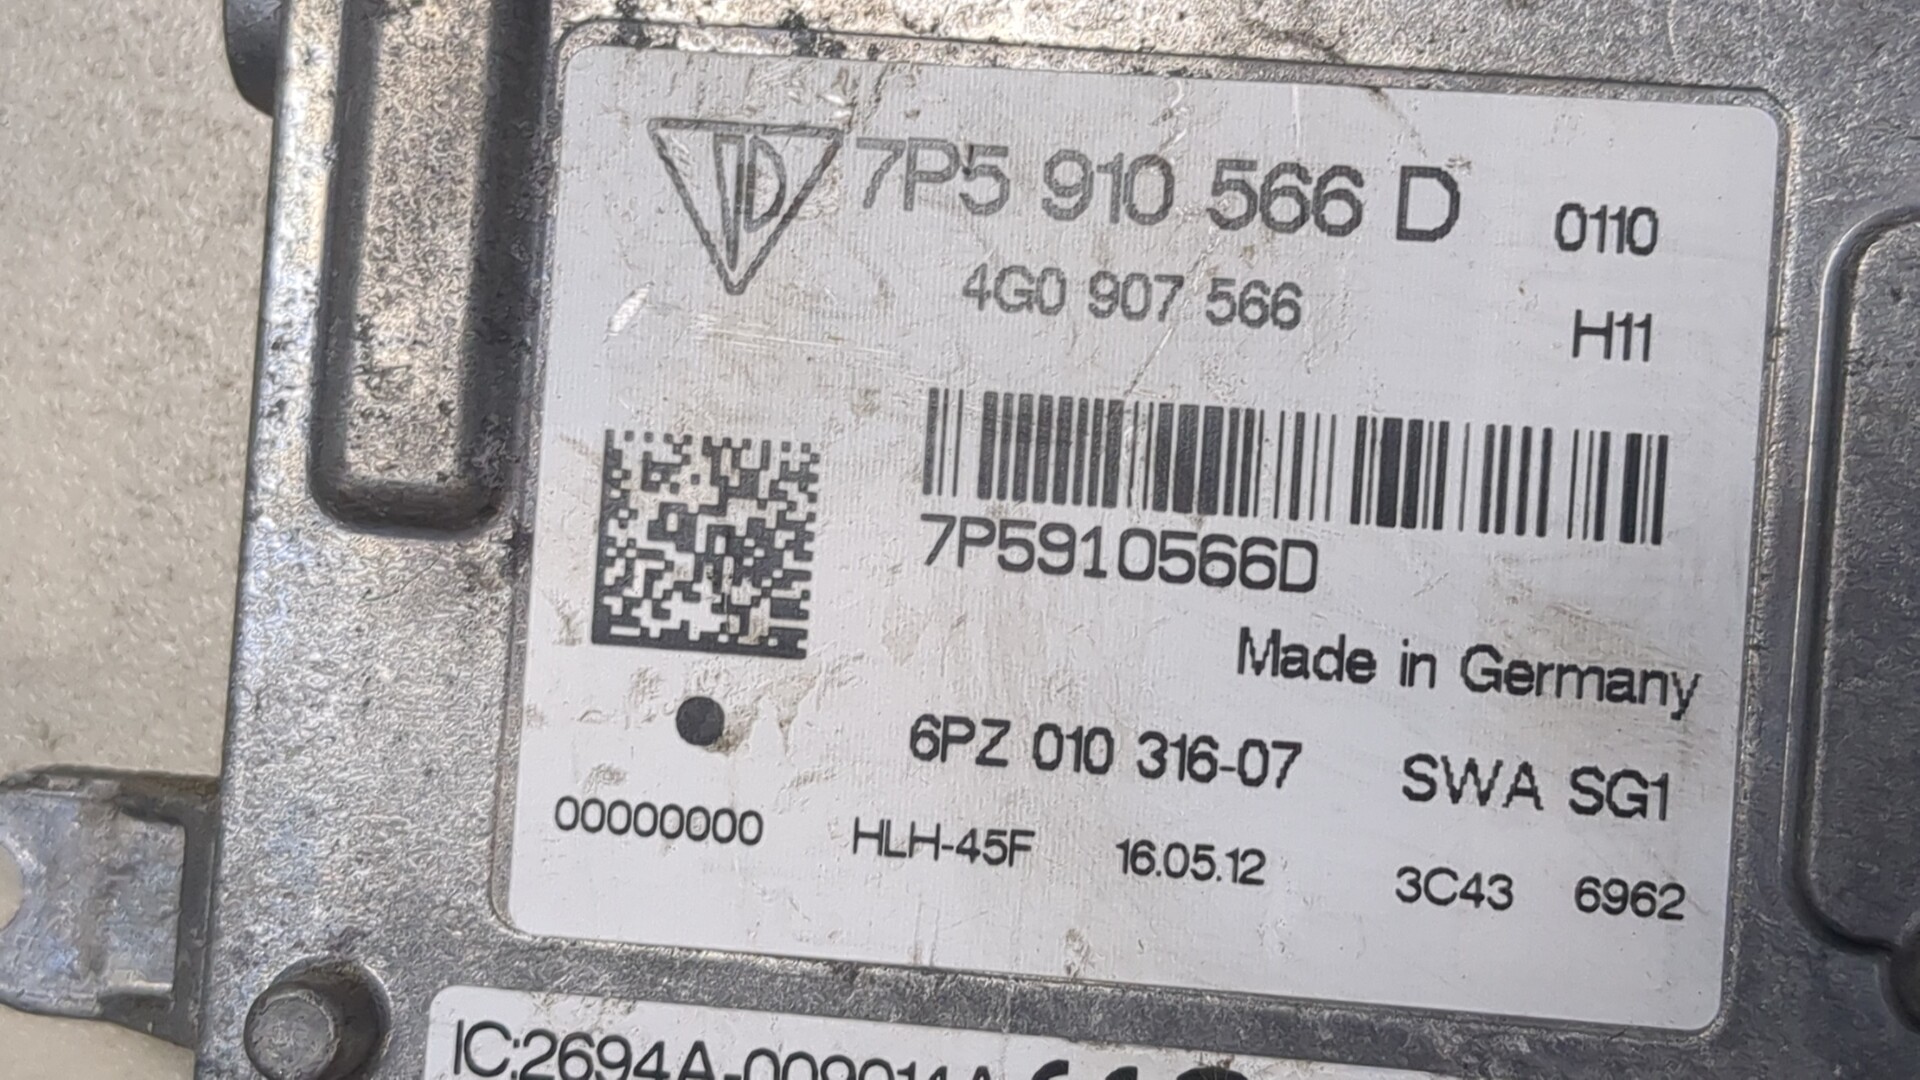 7P5 910 566 D 0110
4G0 907 566 H11
7P5910566D
Made in Germany
6PZ 010 316-07 SWA SG1
00000000 HLH-45F 16.05.12 3C43 6962